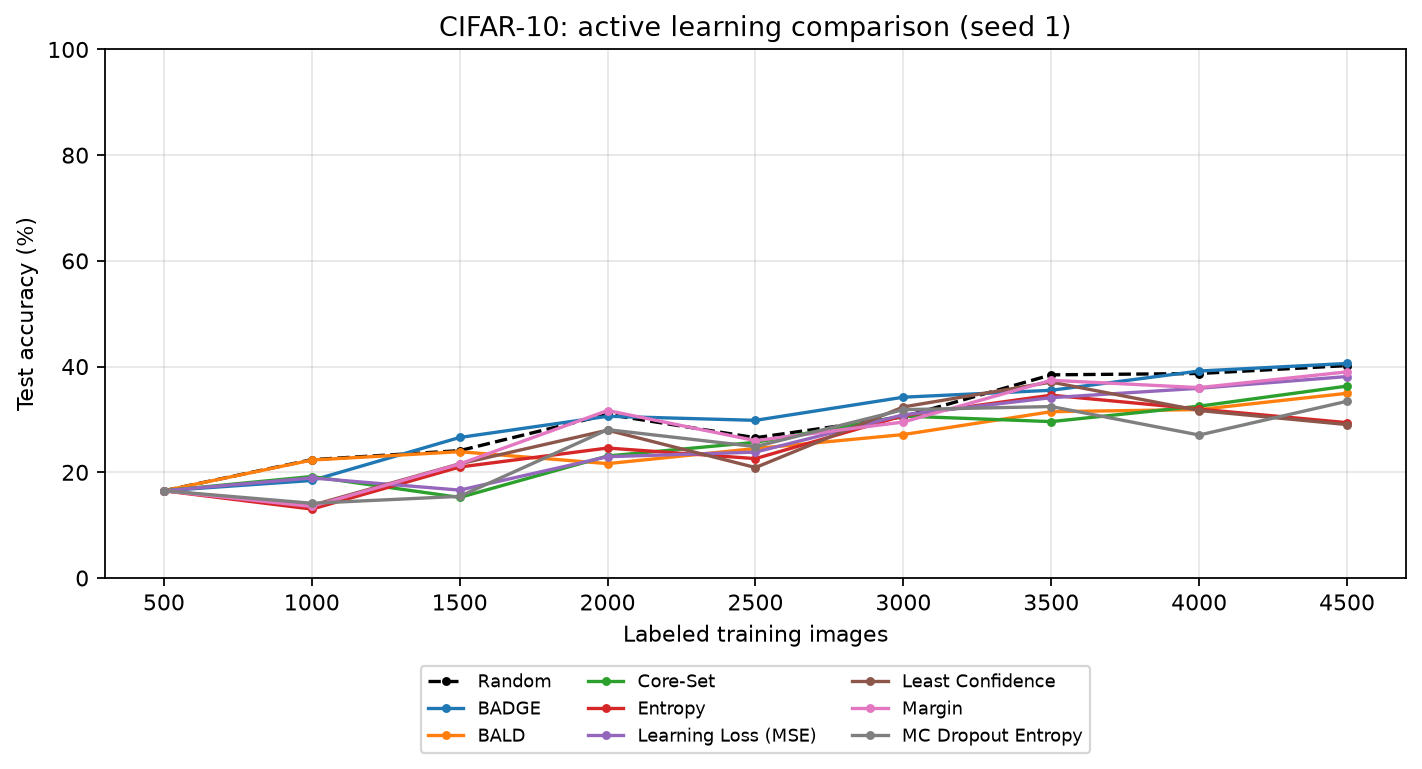 CIFAR-10: active learning comparison (seed 1)
Test accuracy (%)
100
80
60
40
20
0
500 1000 1500 2000 2500 3000 3500 4000 4500
Labeled training images
Random Core-Set Least Confidence
BADGE Entropy Margin
BALD Learning Loss (MSE) MC Dropout Entropy